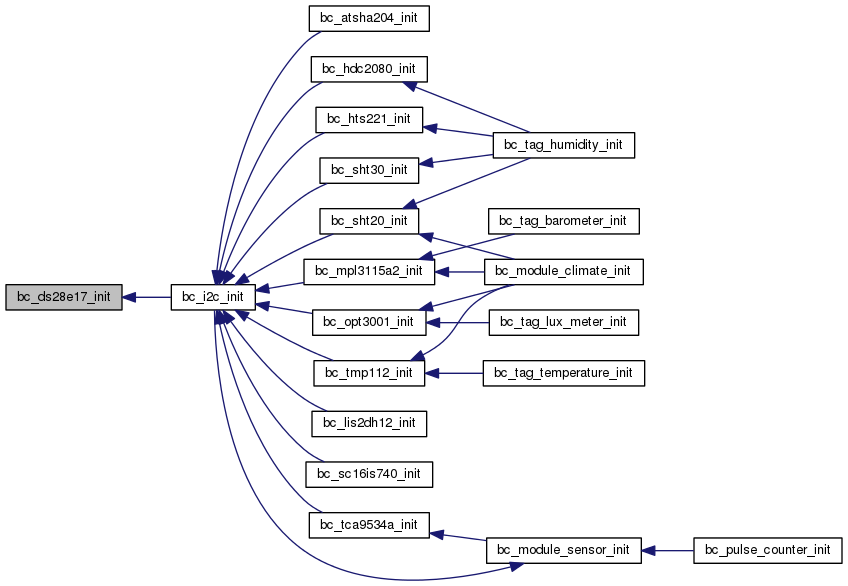 bc_atsha204_init
bc_hdc2080_init
bc_hts221_init
bc_tag_humidity_init
bc_sht30_init
bc_sht20_init
bc_tag_barometer_init
bc_mpl3115a2_init
bc_module_climate_init
bc_ds28e17_init
bc_i2c_init
bc_opt3001_init
bc_tag_lux_meter_init
bc_tmp112_init
bc_tag_temperature_init
bc_lis2dh12_init
bc_sc16is740_init
bc_tca9534a_init
bc_module_sensor_init
bc_pulse_counter_init